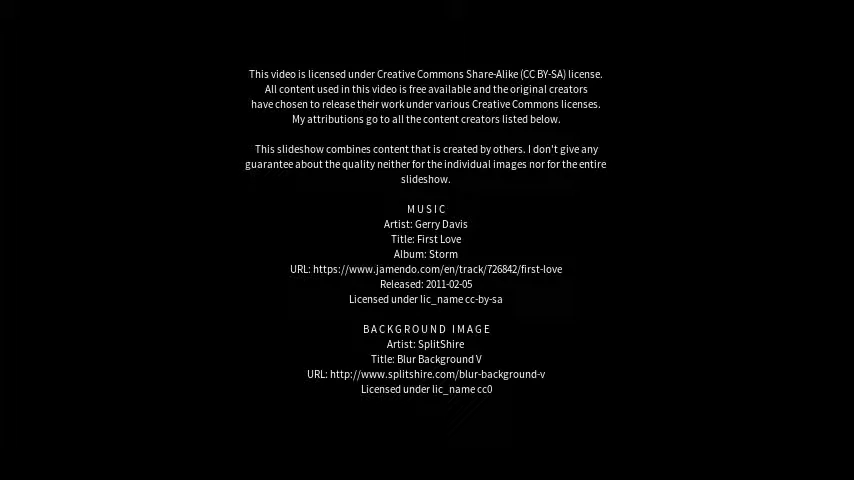 This video is licensed under Creative Commons Share-Alike (CC BY-SA) license.
All content used in this video is free available and the original creators
have chosen to release their work under various Creative Commons licenses.
My attributions go to all the content creators listed below.
This slideshow combines content that is created by others. I don't give any
guarantee about the quality neither for the individual images nor for the entire
slideshow.
MUSIC
Artist: Gerry Davis
Title: First Love
Album: Storm
URL: https://www.jamendo.com/en/track/726842/first-love
Released: 2011-02-05
Licensed under lic_name cc-by-sa
BACKGROUND IMAGE
Artist: SplitShire
Title: Blur Background V
URL: http://www.splitshire.com/blur-background-v
Licensed under lic_name cc0